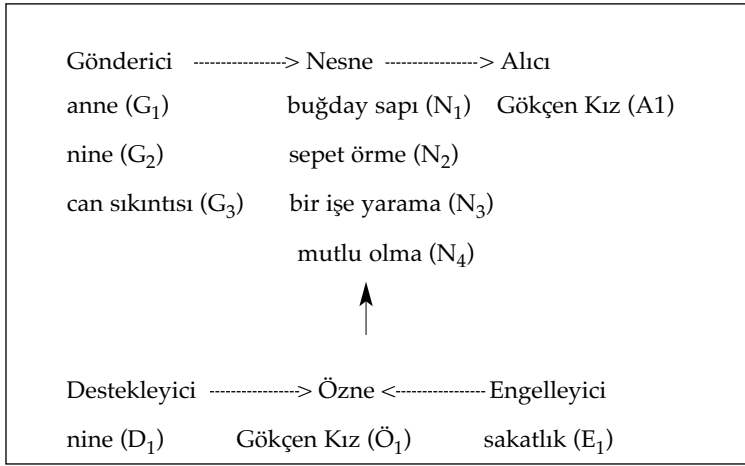 Gönderici ----------------> Nesne ----------------> Alıcı
anne (G₁) buğday sapı (N₁) Gökçen Kız (A1)
nine (G₂) sepet örme (N₂)
can sıkıntısı (G₃) bir işe yarama (N₃)
mutlu olma (N₄)
Destekleyici ----------------> Özne <---------------- Engelleyici
nine (D₁) Gökçen Kız (Ö₁) sakatlık (E₁)